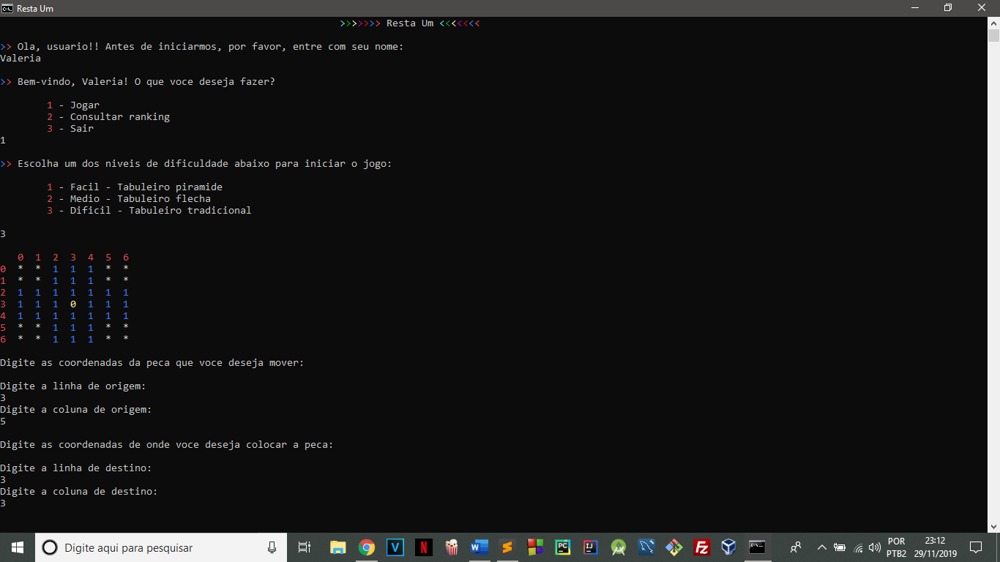 Resta Um
>>>>>>> Resta Um <<<<<<<
>> Ola, usuario!! Antes de iniciarmos, por favor, entre com seu nome:
Valeria
>> Bem-vindo, Valeria! O que voce deseja fazer?
1 - Jogar
2 - Consultar ranking
3 - Sair
1
>> Escolha um dos niveis de dificuldade abaixo para iniciar o jogo:
1 - Facil - Tabuleiro piramide
2 - Medio - Tabuleiro flecha
3 - Dificil - Tabuleiro tradicional
3
0 1 2 3 4 5 6
0 * * 1 1 1 * *
1 * * 1 1 1 * *
2 1 1 1 1 1 1 1
3 1 1 1 0 1 1 1
4 1 1 1 1 1 1 1
5 * * 1 1 1 * *
6 * * 1 1 1 * *
Digite as coordenadas da peca que voce deseja mover:
Digite a linha de origem:
3
Digite a coluna de origem:
5
Digite as coordenadas de onde voce deseja colocar a peca:
Digite a linha de destino:
3
Digite a coluna de destino:
3
Digite aqui para pesquisar
POR
PTB2
23:12
29/11/2019